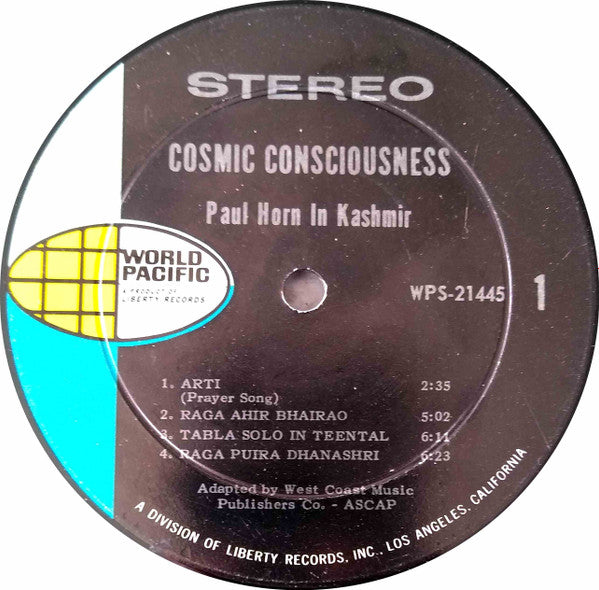 STEREO
COSMIC CONSCIOUSNESS
Paul Horn In Kashmir
WORLD
PACIFIC
A PRODUCT OF
LIBERTY RECORDS
WPS-21445 1
1. ARTI 2:35
(Prayer Song)
2. RAGA AHIR BHAIRAO 5:02
3. TABLA SOLO IN TEENTAL 6:11
4. RAGA PUIRA DHANASHRI 6:23
Adapted by West Coast Music
Publishers Co. - ASCAP
A DIVISION OF LIBERTY RECORDS, INC., LOS ANGELES, CALIFORNIA